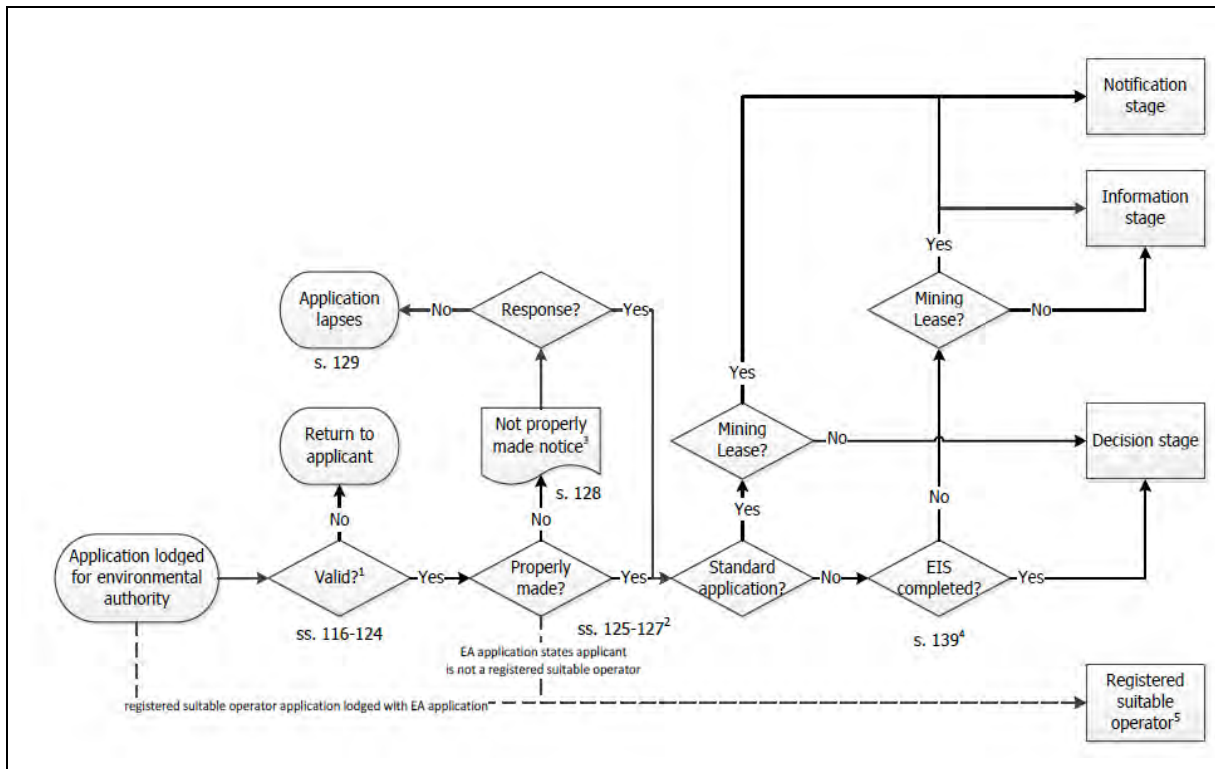 Notification
stage
Information
stage
Yes
Mining
Lease?
No
Application
lapses
No
Response?
Yes
s. 129
Yes
Return to
applicant
Not properly
made notice³
Mining
Lease?
No
Decision stage
s. 128
No
No
Yes
No
Application lodged
for environmental
authority
Valid?¹
Yes
Properly
made?
Yes
Standard
application?
No
EIS
completed?
Yes
ss. 116-124
ss. 125-127²
s. 139⁴
EA application states applicant
is not a registered suitable operator
registered suitable operator application lodged with EA application
Registered
suitable
operator⁵